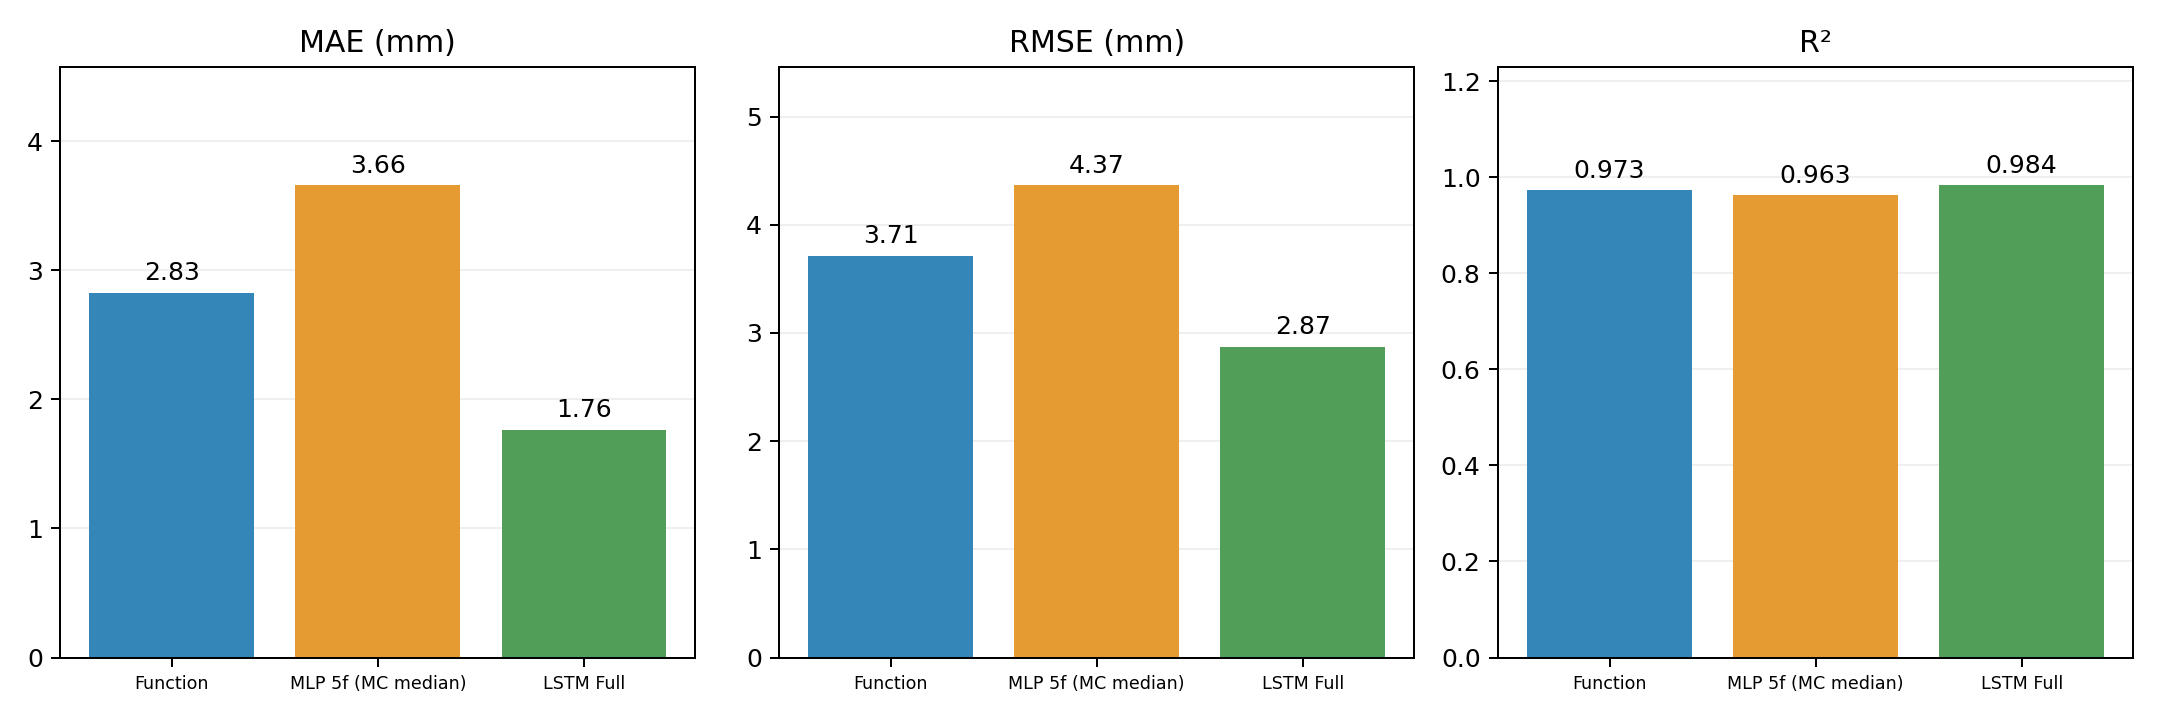 MAE (mm)
4
3
2
1
0
2.83
3.66
1.76
Function
MLP 5f (MC median)
LSTM Full
RMSE (mm)
5
4
3
2
1
0
3.71
4.37
2.87
Function
MLP 5f (MC median)
LSTM Full
R²
1.2
1.0
0.8
0.6
0.4
0.2
0.0
0.973
0.963
0.984
Function
MLP 5f (MC median)
LSTM Full